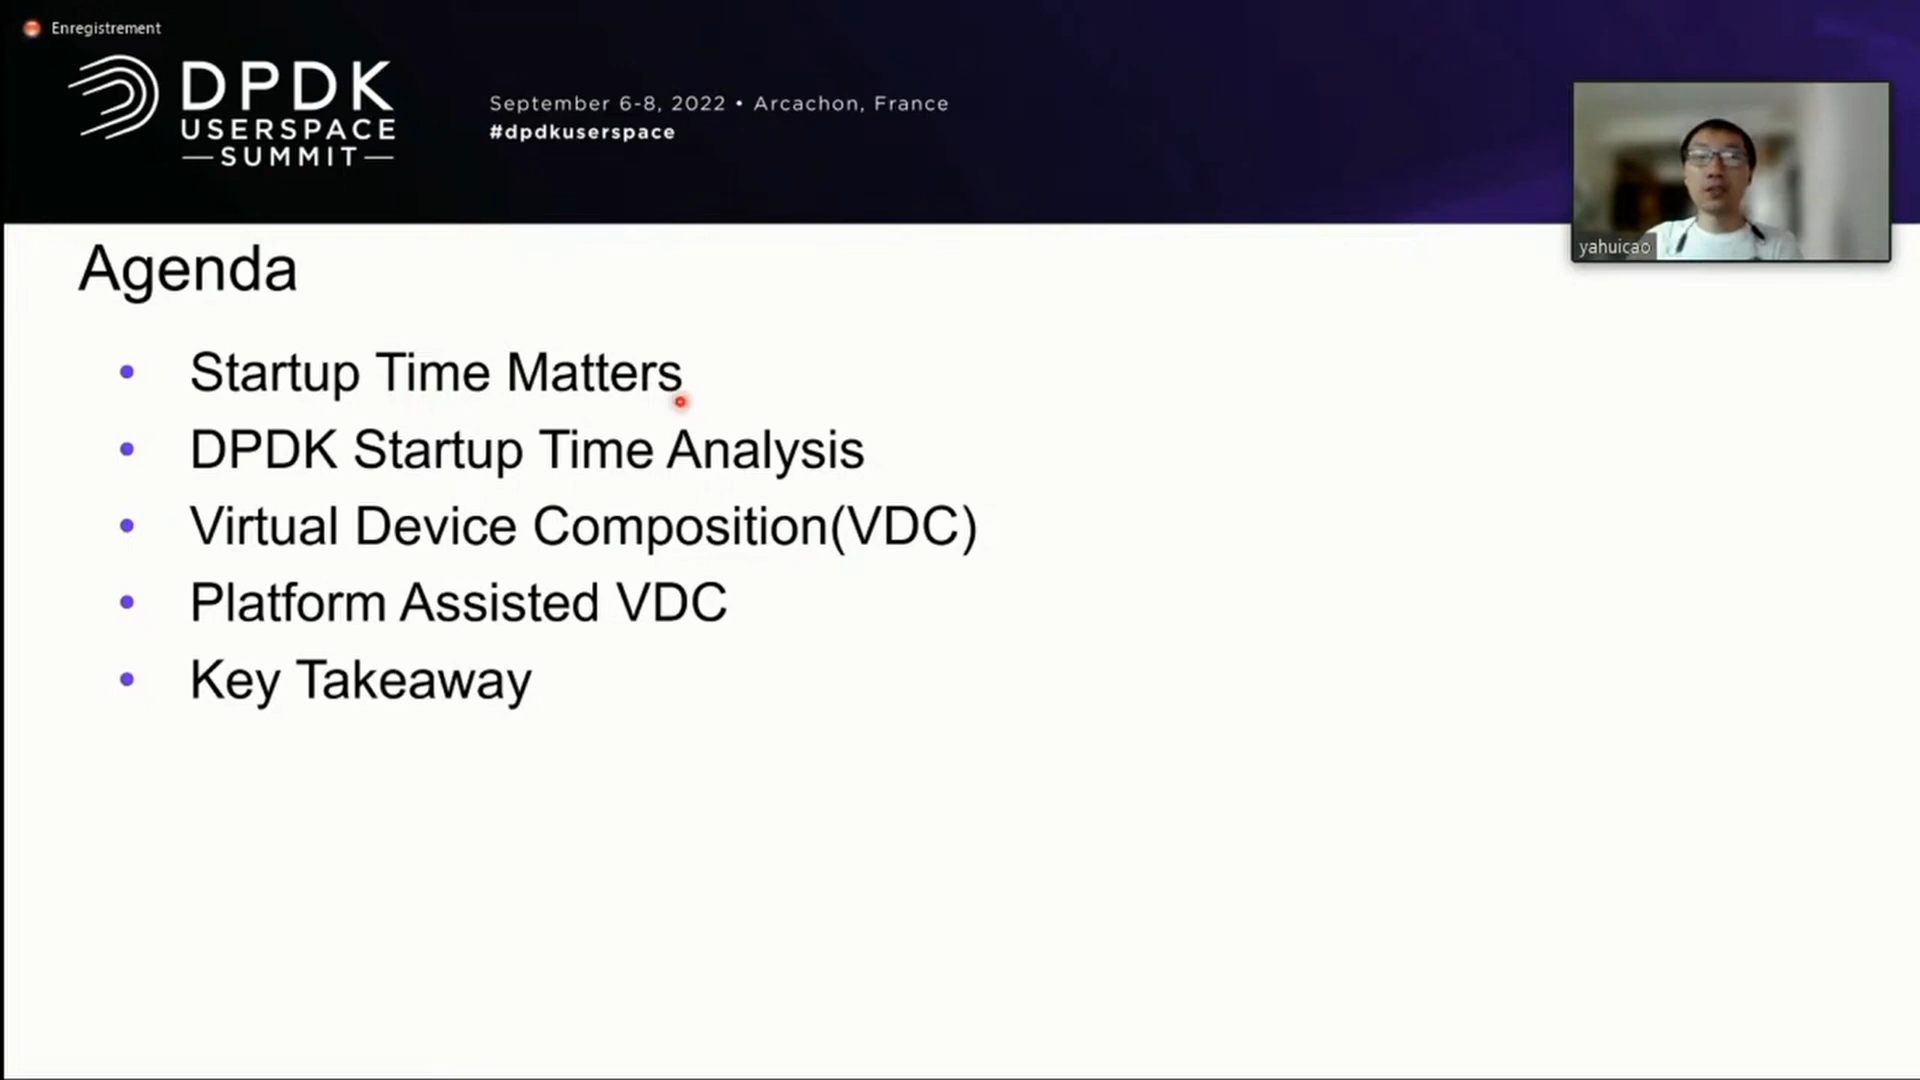 Enregistrement
DPDK
USERSPACE
SUMMIT
September 6-8, 2022 • Arcachon, France
#dpdkuserspace
yahuicao
Agenda
• Startup Time Matters
• DPDK Startup Time Analysis
• Virtual Device Composition(VDC)
• Platform Assisted VDC
• Key Takeaway